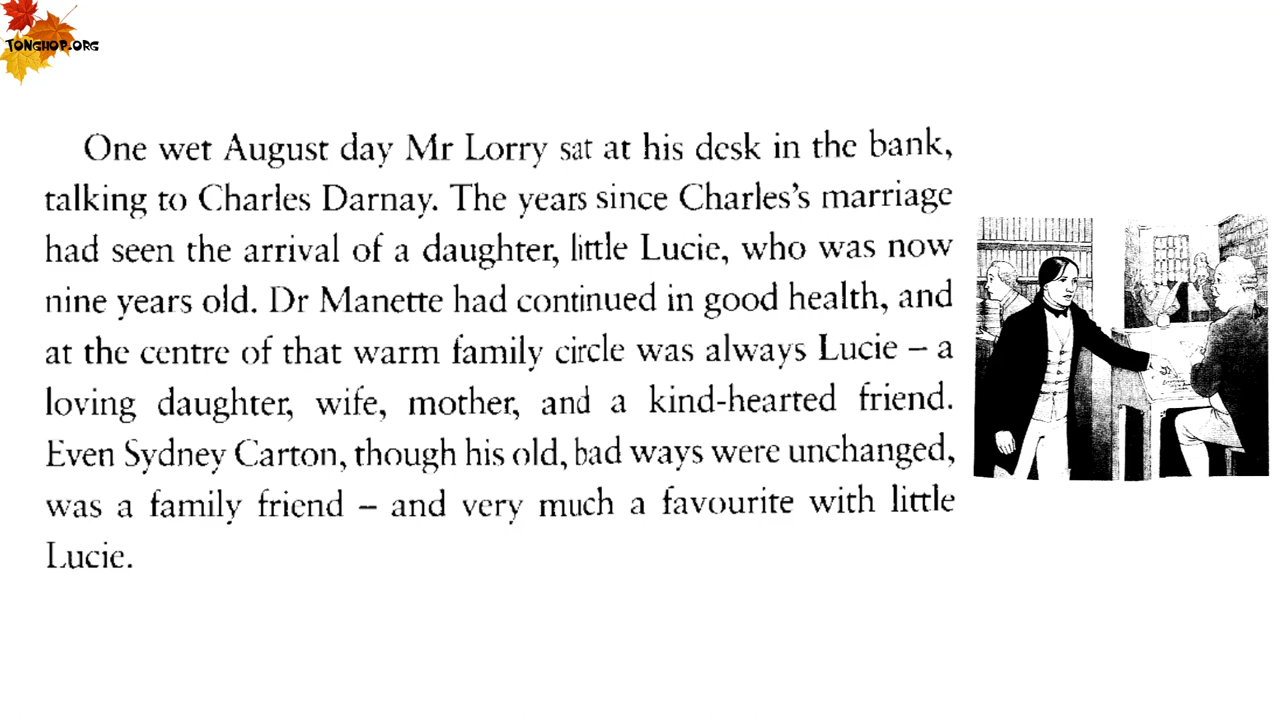 TONGHOP.ORG
One wet August day Mr Lorry sat at his desk in the bank,
talking to Charles Darnay. The years since Charles's marriage
had seen the arrival of a daughter, little Lucie, who was now
nine years old. Dr Manette had continued in good health, and
at the centre of that warm family circle was always Lucie – a
loving daughter, wife, mother, and a kind-hearted friend.
Even Sydney Carton, though his old, bad ways were unchanged,
was a family friend – and very much a favourite with little
Lucie.